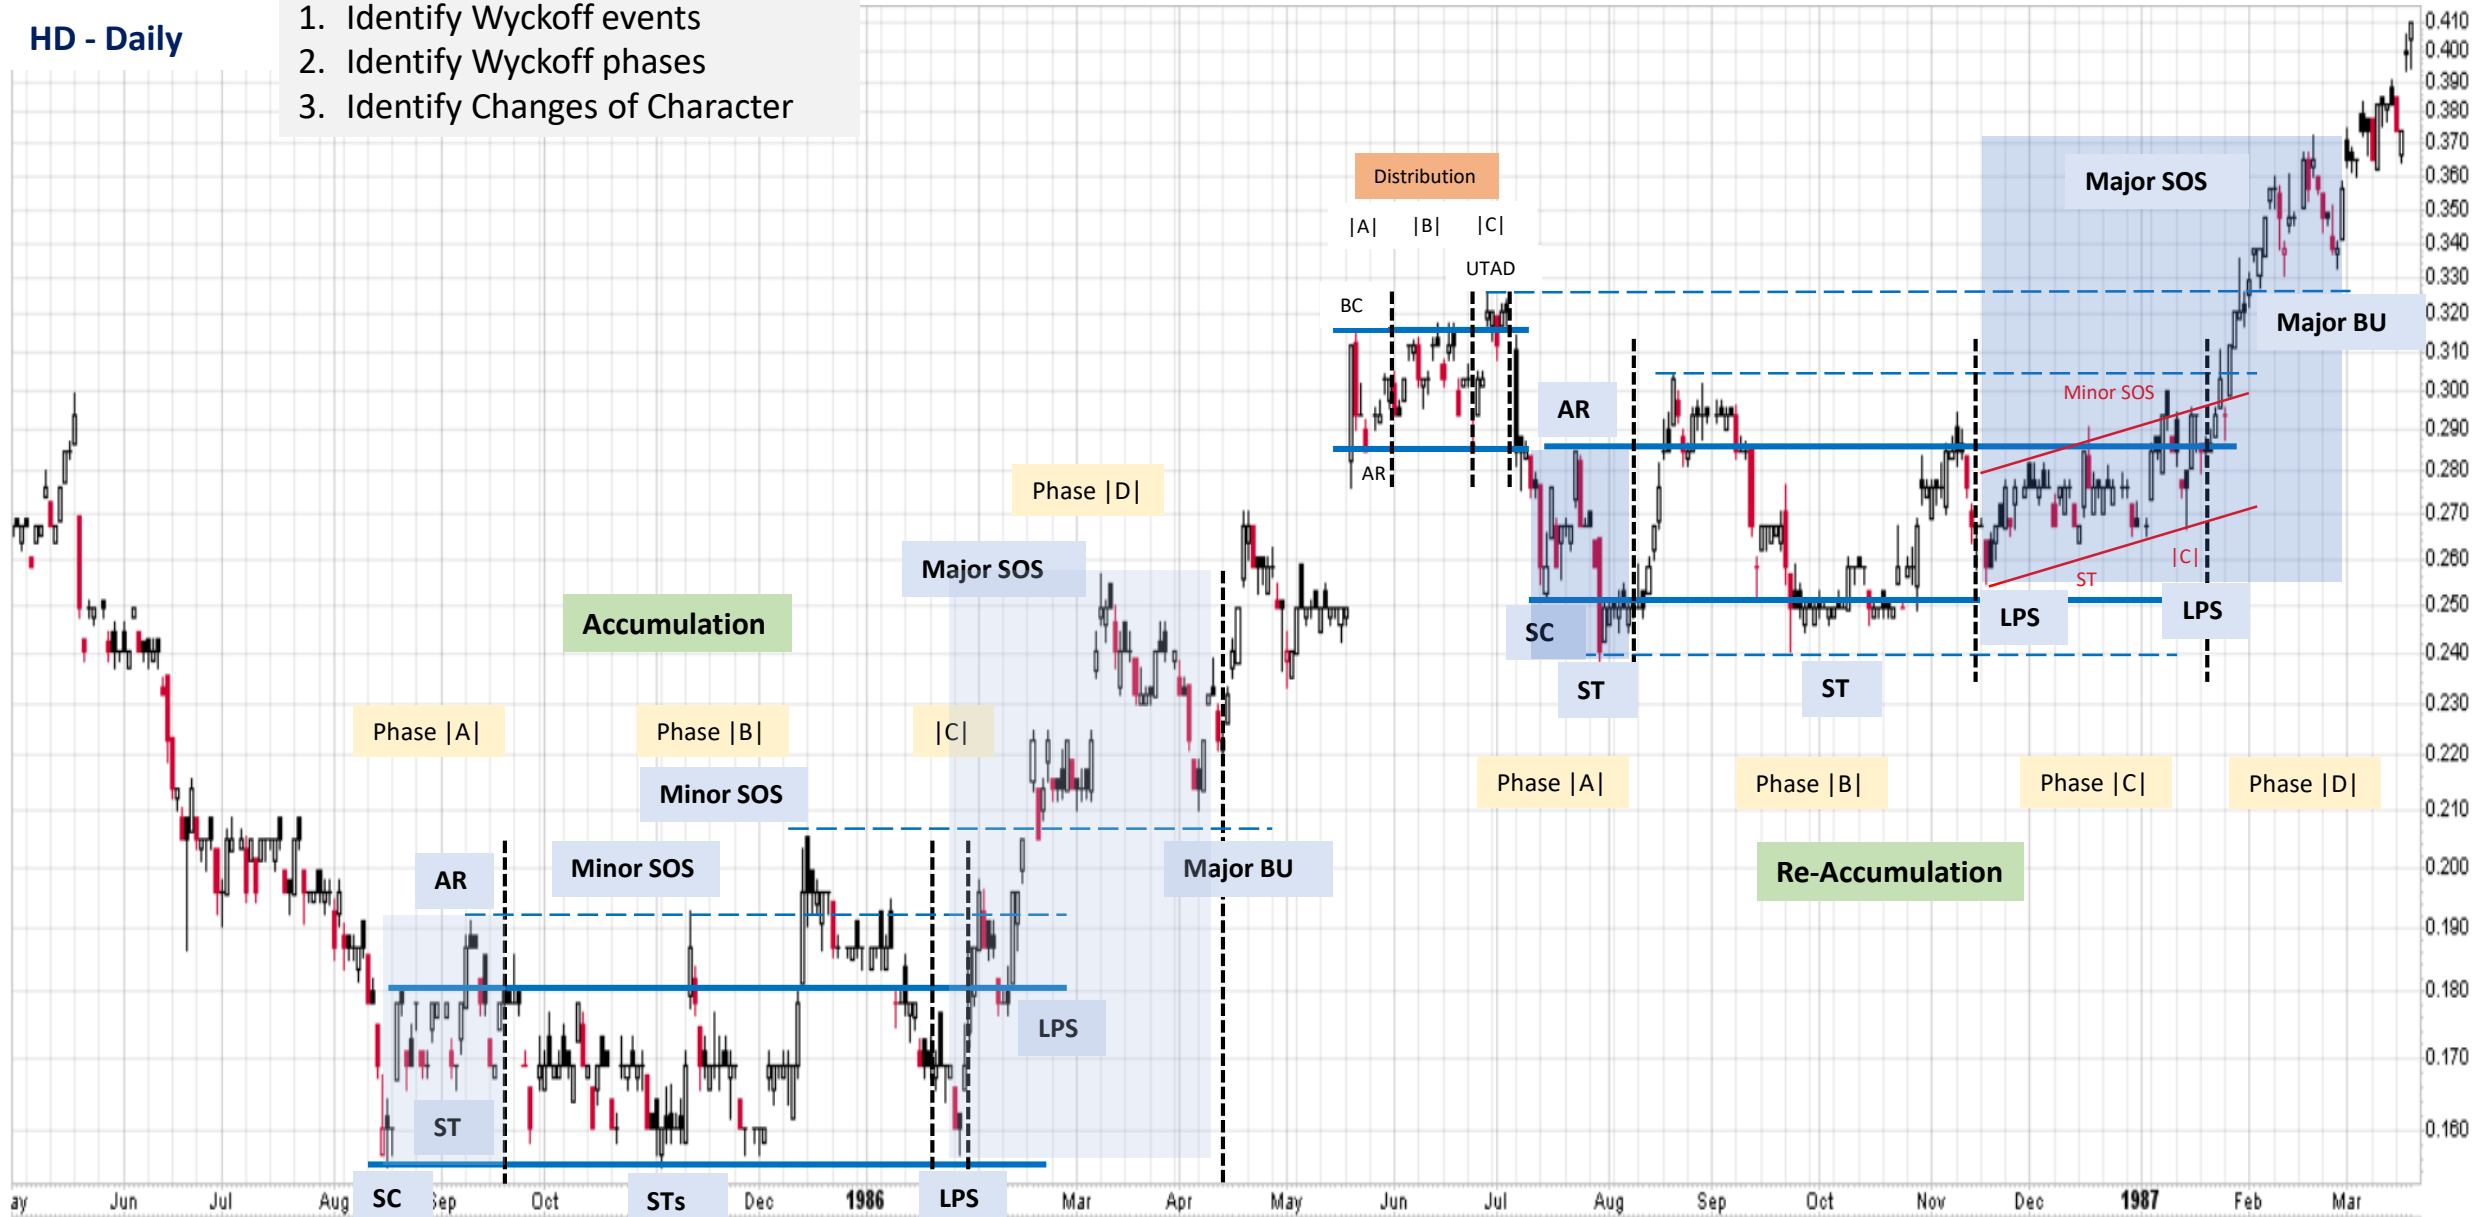 HD - Daily
1. Identify Wyckoff events
2. Identify Wyckoff phases
3. Identify Changes of Character
Distribution
|A| |B| |C|
UTAD
BC
AR
Accumulation
Phase |A|
Phase |B|
|C|
Phase |D|
Major SOS
Minor SOS
Minor SOS
AR
ST
SC
STs
LPS
LPS
Major BU
AR
SC
ST
ST
Minor SOS
ST
|C|
LPS
LPS
Major SOS
Major BU
Phase |A|
Phase |B|
Phase |C|
Phase |D|
Re-Accumulation
0.410
0.400
0.390
0.380
0.370
0.360
0.350
0.340
0.330
0.320
0.310
0.300
0.290
0.280
0.270
0.260
0.250
0.240
0.230
0.220
0.210
0.200
0.190
0.180
0.170
0.160
ay Jun Jul Aug Sep Oct Dec 1986 Mar Apr May Jun Jul Aug Sep Oct Nov Dec 1987 Feb Mar